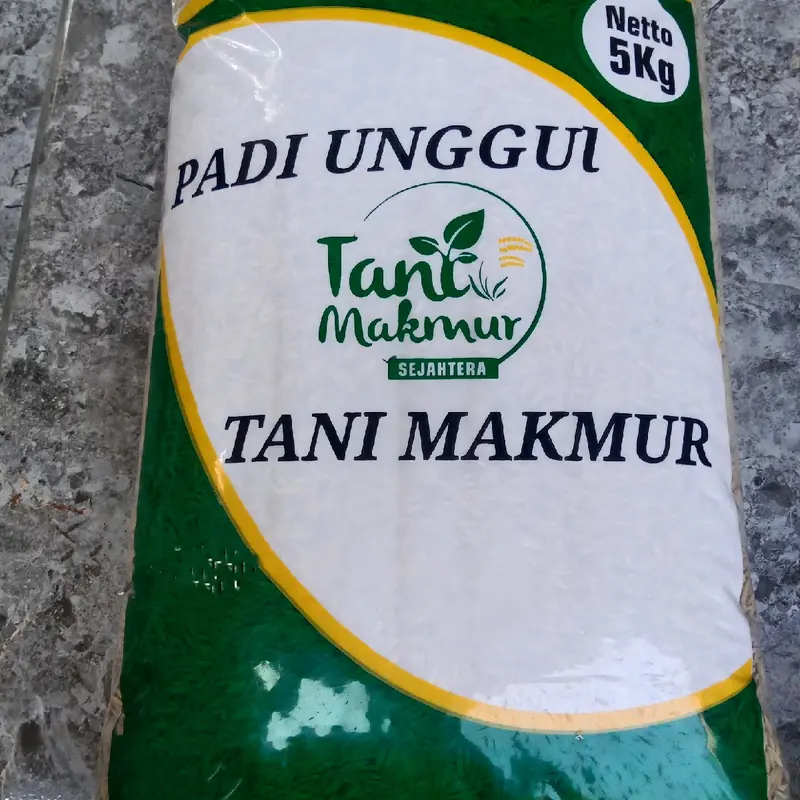 Netto
5Kg
PADI UNGGUl
Tani
Makmur
SEJAHTERA
TANI MAKMUR